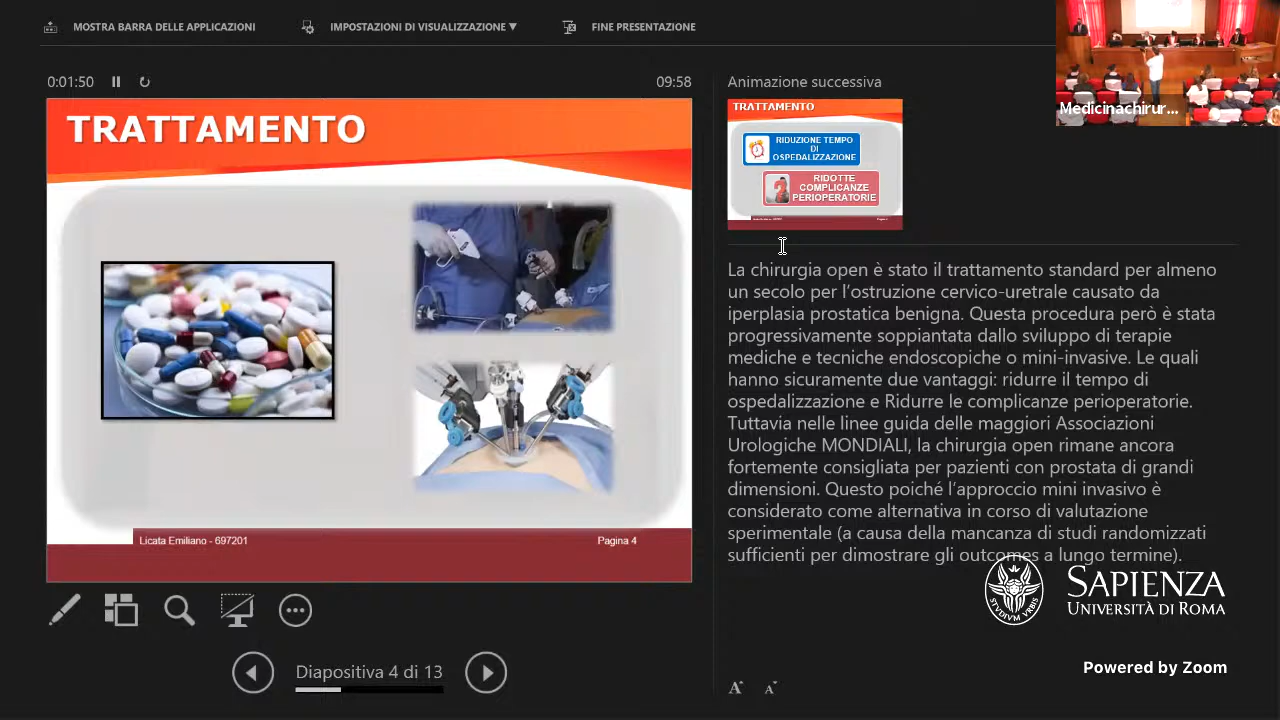 MOSTRA BARRA DELLE APPLICAZIONI
IMPOSTAZIONI DI VISUALIZZAZIONE ▼
FINE PRESENTAZIONE
0:01:50
09:58
TRATTAMENTO
Licata Emiliano - 697201
Pagina 4
Diapositiva 4 di 13
Animazione successiva
TRATTAMENTO
RIDUZIONE TEMPO
DI
OSPEDALIZZAZIONE
RIDOTTE
COMPLICANZE
PERIOPERATORIE
Medicinachirur...
La chirurgia open è stato il trattamento standard per almeno
un secolo per l'ostruzione cervico-uretrale causato da
iperplasia prostatica benigna. Questa procedura però è stata
progressivamente soppiantata dallo sviluppo di terapie
mediche e tecniche endoscopiche o mini-invasive. Le quali
hanno sicuramente due vantaggi: ridurre il tempo di
ospedalizzazione e Ridurre le complicanze perioperatorie.
Tuttavia nelle linee guida delle maggiori Associazioni
Urologiche MONDIALI, la chirurgia open rimane ancora
fortemente consigliata per pazienti con prostata di grandi
dimensioni. Questo poiché l'approccio mini invasivo è
considerato come alternativa in corso di valutazione
sperimentale (a causa della mancanza di studi randomizzati
sufficienti per dimostrare gli outcomes a lungo termine).
STUDIUM URBIS
SAPIENZA
UNIVERSITÀ DI ROMA
Powered by Zoom
A A